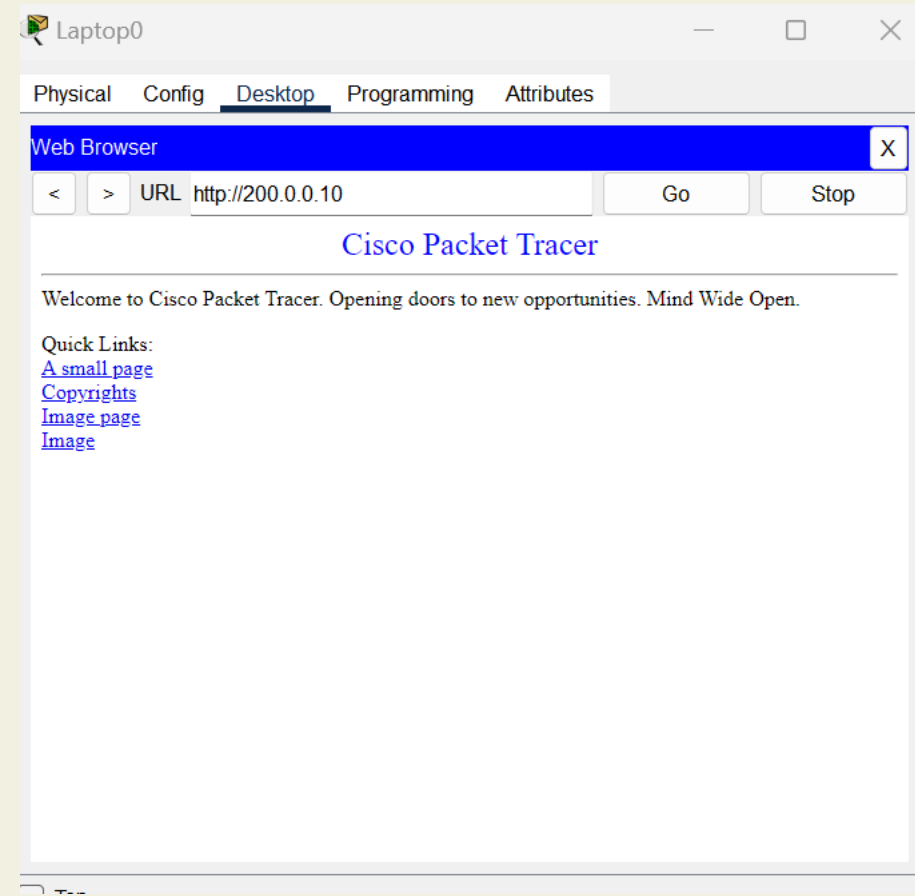 Laptop0
Physical Config Desktop Programming Attributes
Web Browser X
< > URL http://200.0.0.10 Go Stop
Cisco Packet Tracer
Welcome to Cisco Packet Tracer. Opening doors to new opportunities. Mind Wide Open.
Quick Links:
A small page
Copyrights
Image page
Image